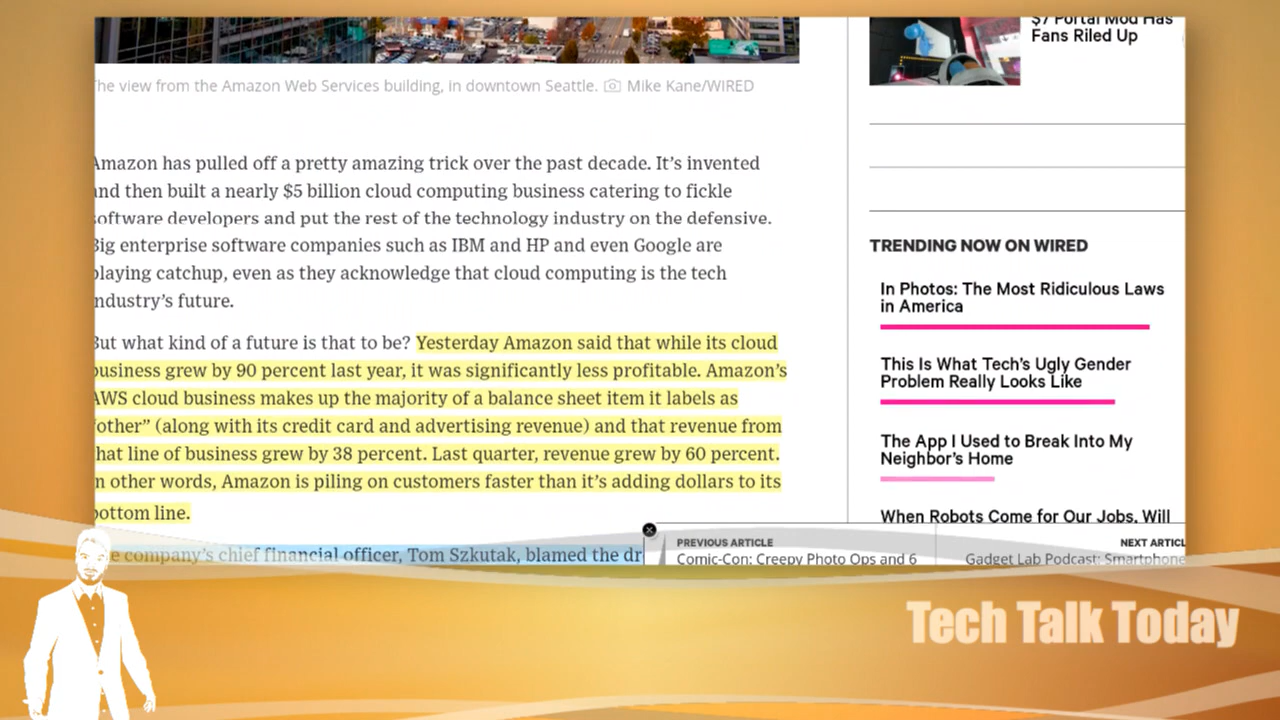 The view from the Amazon Web Services building, in downtown Seattle. Mike Kane/WIRED
Amazon has pulled off a pretty amazing trick over the past decade. It's invented
and then built a nearly $5 billion cloud computing business catering to fickle
software developers and put the rest of the technology industry on the defensive.
Big enterprise software companies such as IBM and HP and even Google are
playing catchup, even as they acknowledge that cloud computing is the tech
industry's future.
But what kind of a future is that to be? Yesterday Amazon said that while its cloud
business grew by 90 percent last year, it was significantly less profitable. Amazon's
AWS cloud business makes up the majority of a balance sheet item it labels as
"other" (along with its credit card and advertising revenue) and that revenue from
that line of business grew by 38 percent. Last quarter, revenue grew by 60 percent.
In other words, Amazon is piling on customers faster than it's adding dollars to its
bottom line.
company's chief financial officer, Tom Szkutak, blamed the dr
$7 Portal Mod Has
Fans Riled Up
TRENDING NOW ON WIRED
In Photos: The Most Ridiculous Laws
in America
This Is What Tech's Ugly Gender
Problem Really Looks Like
The App I Used to Break Into My
Neighbor's Home
When Robots Come for Our Jobs, Will
PREVIOUS ARTICLE
Comic-Con: Creepy Photo Ops and 6
NEXT ARTICL
Gadget Lab Podcast: Smartphone
Tech Talk Today